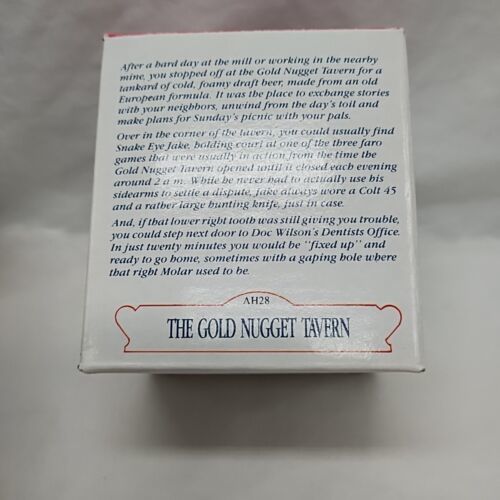 After a hard day at the mill or working in the nearby
mine, you stopped off at the Gold Nugget Tavern for a
tankard of cold, foamy draft beer, made from an old
European formula. It was the place to exchange stories
with your neighbors, unwind from the day's toil and
make plans for Sunday's picnic with your pals.
Over in the corner of the tavern, you could usually find
Snake Eye Jake, holding court at one of the three faro
games that were usually in action from the time the
Gold Nugget Tavern opened until it closed each evening
around 2 a.m. While be never had to actually use his
sidearms to settle a dispute, Jake always wore a Colt 45
and a rather large hunting knife, just in case.
And, if that lower right tooth was still giving you trouble,
you could step next door to Doc Wilson's Dentists Office.
In just twenty minutes you would be "fixed up" and
ready to go home, sometimes with a gaping hole where
that right Molar used to be.
AH28
THE GOLD NUGGET TAVERN